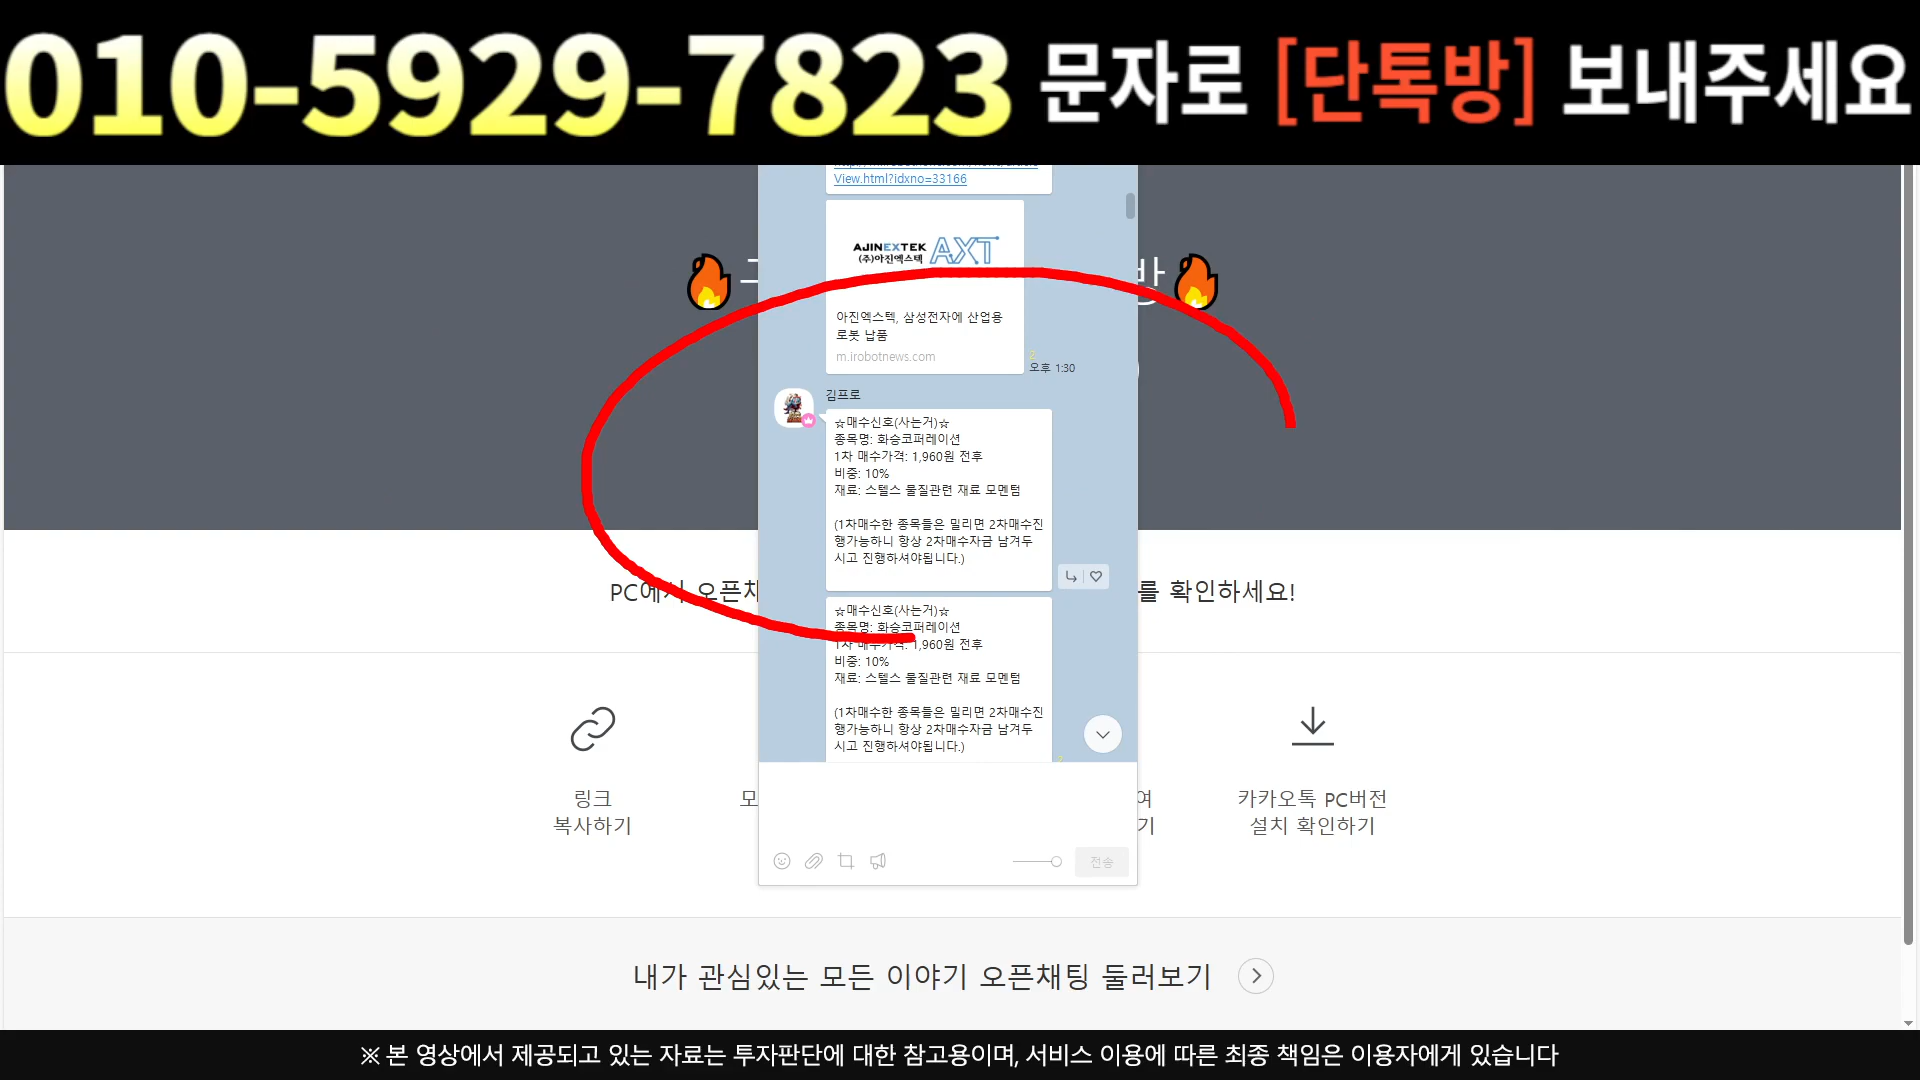 010-5929-7823 문자로 [단톡방] 보내주세요
View.html?idxno=33166
AJINEXTEK AXT
(주)아진엑스텍
아진엑스텍, 삼성전자에 산업용
로봇 납품
m.irobotnews.com
2
오후 1:30
김프로
☆매수신호(사는거)☆
종목명: 화승코퍼레이션
1차 매수가격: 1,960원 전후
비중: 10%
재료: 스텔스 물질관련 재료 모멘텀
(1차매수한 종목들은 밀리면 2차매수진
행가능하니 항상 2차매수자금 남겨두
시고 진행하셔야됩니다.)
PC에서 오픈채
를 확인하세요!
☆매수신호(사는거)☆
종목명: 화승코퍼레이션
1차 매수가격: 1,960원 전후
비중: 10%
재료: 스텔스 물질관련 재료 모멘텀
(1차매수한 종목들은 밀리면 2차매수진
행가능하니 항상 2차매수자금 남겨두
시고 진행하셔야됩니다.)
링크
복사하기
모
여
기
카카오톡 PC버전
설치 확인하기
전송
내가 관심있는 모든 이야기 오픈채팅 둘러보기
※ 본 영상에서 제공되고 있는 자료는 투자판단에 대한 참고용이며, 서비스 이용에 따른 최종 책임은 이용자에게 있습니다